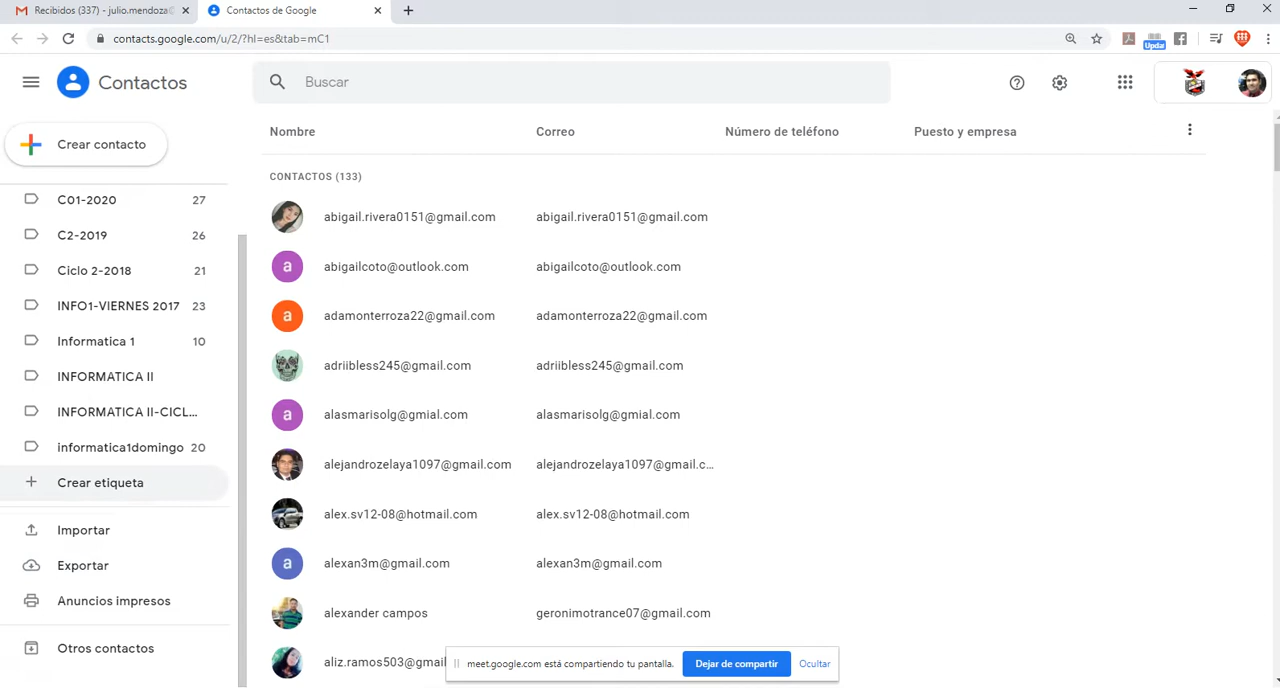 Recibidos (337) - julio.mendoza
Contactos de Google
contacts.google.com/u/2/?hl=es&tab=mC1
Updat
Contactos
Buscar
Crear contacto
Nombre Correo Número de teléfono Puesto y empresa
CONTACTOS (133)
C01-2020 27
abigail.rivera0151@gmail.com abigail.rivera0151@gmail.com
C2-2019 26
a abigailcoto@outlook.com abigailcoto@outlook.com
Ciclo 2-2018 21
INFO1-VIERNES 2017 23
a adamonterroza22@gmail.com adamonterroza22@gmail.com
Informatica 1 10
adriibless245@gmail.com adriibless245@gmail.com
INFORMATICA II
INFORMATICA II-CICL...
a alasmarisolg@gmial.com alasmarisolg@gmial.com
informatica1domingo 20
alejandrozelaya1097@gmail.com alejandrozelaya1097@gmail.c...
Crear etiqueta
alex.sv12-08@hotmail.com alex.sv12-08@hotmail.com
Importar
Exportar
a alexan3m@gmail.com alexan3m@gmail.com
Anuncios impresos
alexander campos geronimotrance07@gmail.com
Otros contactos
aliz.ramos503@gmail
meet.google.com está compartiendo tu pantalla. Dejar de compartir Ocultar